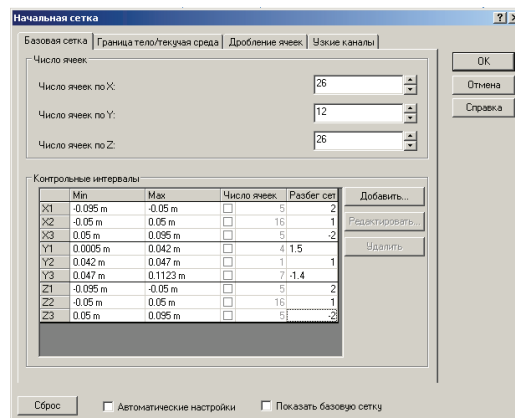 Начальная сетка
Базовая сетка Граница тело/текучая среда Дробление ячеек Узкие каналы
Число ячеек
Число ячеек по X: 26
Число ячеек по Y: 12
Число ячеек по Z: 26
OK
Отмена
Справка
Контрольные интервалы
Min Max Число ячеек Разбег сет
X1 -0.095 m -0.05 m 5 2
X2 -0.05 m 0.05 m 16 1
X3 0.05 m 0.095 m 5 -2
Y1 0.0005 m 0.042 m 4 1.5
Y2 0.042 m 0.047 m 1 1
Y3 0.047 m 0.1123 m 7 -1.4
Z1 -0.095 m -0.05 m 5 2
Z2 -0.05 m 0.05 m 16 1
Z3 0.05 m 0.095 m 5 -2
Добавить...
Редактировать...
Удалить
Сброс Автоматические настройки Показать базовую сетку